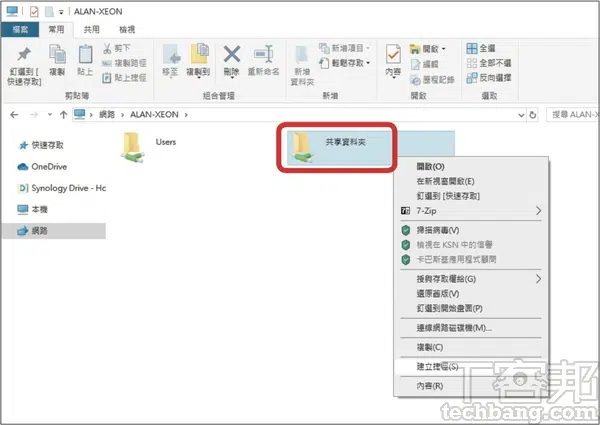 ALAN-XEON
檔案 常用 共用 檢視
釘選到 [快速存取]
複製
貼上
剪下
複製路徑
貼上捷徑
剪貼簿
移至
複製到
刪除
重新命名
組合管理
新增資料夾
新增項目
輕鬆存取
新增
內容
開啟
編輯
歷程記錄
開啟
全選
全部不選
反向選擇
選取
網路 > ALAN-XEON >
搜尋 ALAN-X
快速存取
OneDrive
Synology Drive - Hc
本機
網路
Users
共享資料夾
開啟(O)
在新視窗開啟(E)
釘選到 [快速存取]
7-Zip
掃描病毒(V)
檢視在 KSN 中的信譽
卡巴斯基應用程式顧問
授與存取權給(G)
還原舊版(V)
釘選到開始畫面(P)
連線網路磁碟機(M)...
複製(C)
建立捷徑(S)
內容(R)
T客邦
techbang.com